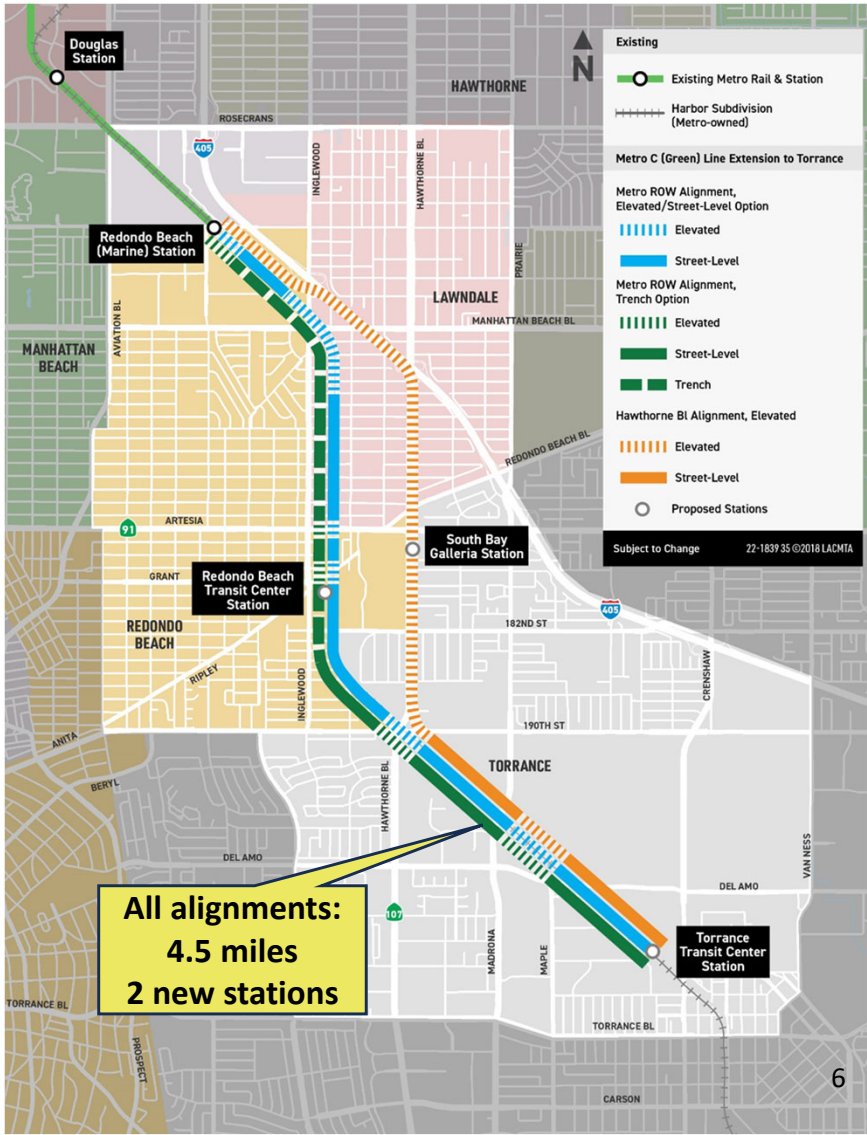 Douglas
Station
HAWTHORNE
ROSECRANS
405
INGLEWOOD
HAWTHORNE BL
Redondo Beach
(Marine) Station
PRAIRIE
LAWNDALE
AVIATION BL
MANHATTAN BEACH BL
MANHATTAN
BEACH
REDONDO BEACH BL
ARTESIA
91
South Bay
Galleria Station
GRANT
Redondo Beach
Transit Center
Station
405
182ND ST
REDONDO
BEACH
RIPLEY
INGLEWOOD
CRENSHAW
190TH ST
ANITA
TORRANCE
BERYL
HAWTHORNE BL
VAN NESS
DEL AMO
DEL AMO
All alignments:
4.5 miles
2 new stations
107
MADRONA
MAPLE
Torrance
Transit Center
Station
TORRANCE BL
TORRANCE BL
PROSPECT
CARSON
6
N
Existing
Existing Metro Rail & Station
Harbor Subdivision
(Metro-owned)
Metro C (Green) Line Extension to Torrance
Metro ROW Alignment,
Elevated/Street-Level Option
Elevated
Street-Level
Metro ROW Alignment,
Trench Option
Elevated
Street-Level
Trench
Hawthorne Bl Alignment, Elevated
Elevated
Street-Level
Proposed Stations
Subject to Change 22-1839 35 ©2018 LACMTA